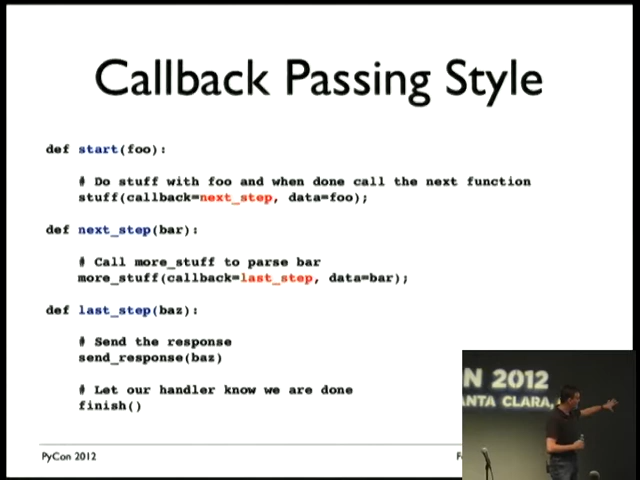 Callback Passing Style
def start(foo):
# Do stuff with foo and when done call the next function
stuff(callback=next_step, data=foo);
def next_step(bar):
# Call more_stuff to parse bar
more_stuff(callback=last_step, data=bar);
def last_step(baz):
# Send the response
send_response(baz)
# Let our handler know we are done
finish()
N 2012
ANTA CLARA,
PyCon 2012